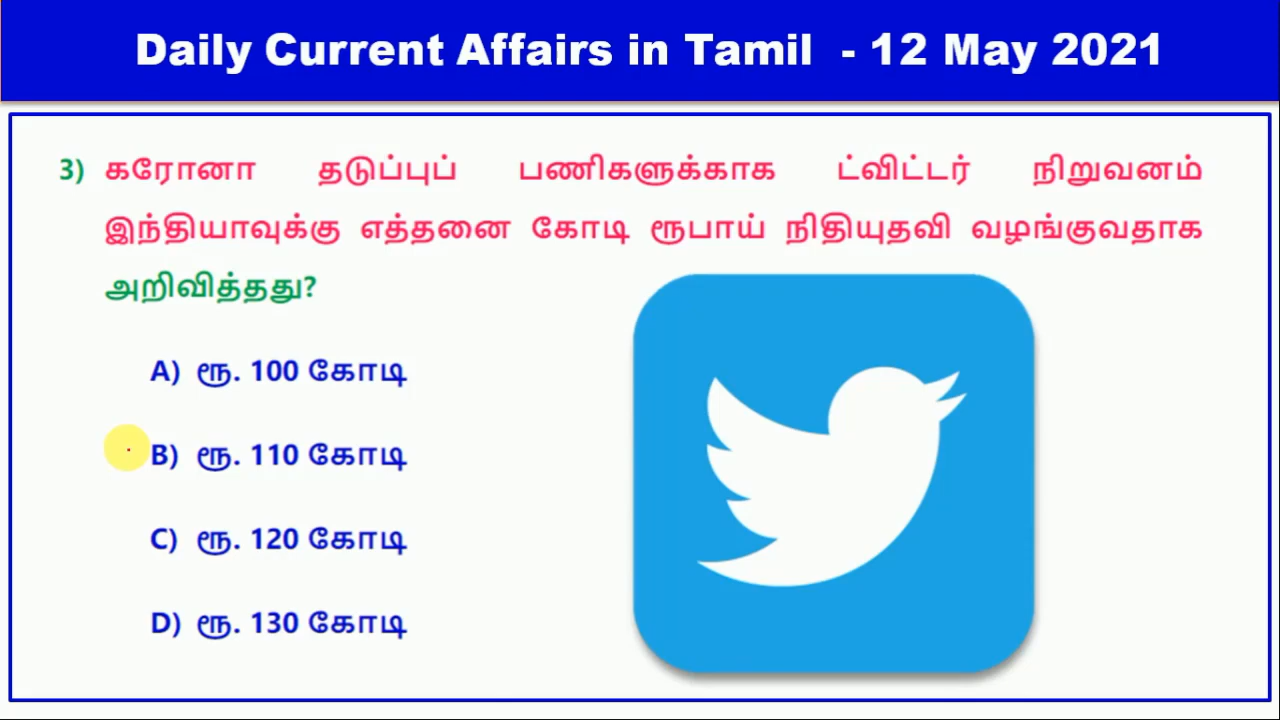 Daily Current Affairs in Tamil - 12 May 2021
3) கரோனா தடுப்புப் பணிகளுக்காக ட்விட்டர் நிறுவனம்
இந்தியாவுக்கு எத்தனை கோடி ரூபாய் நிதியுதவி வழங்குவதாக
அறிவித்தது?
A) ரூ. 100 கோடி
B) ரூ. 110 கோடி
C) ரூ. 120 கோடி
D) ரூ. 130 கோடி